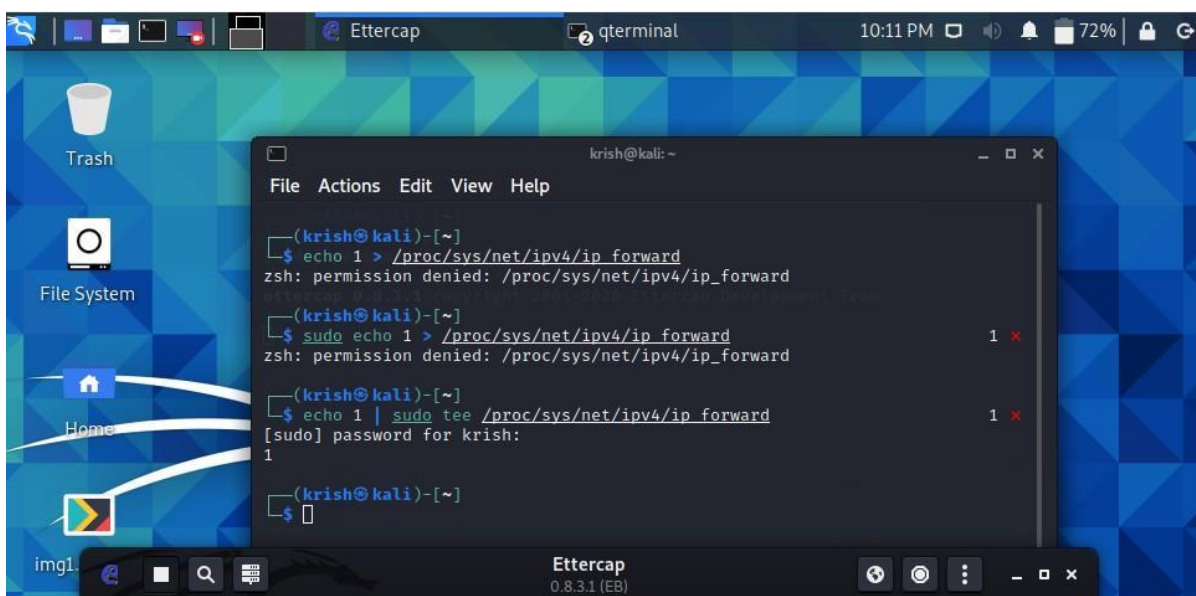 Ettercap
2 qterminal
10:11 PM
72%
Trash
File System
Home
img1.
krish@kali: ~
File Actions Edit View Help
┌──(krish㉿kali)-[~]
└─$ echo 1 > /proc/sys/net/ipv4/ip_forward
zsh: permission denied: /proc/sys/net/ipv4/ip_forward
┌──(krish㉿kali)-[~]
└─$ sudo echo 1 > /proc/sys/net/ipv4/ip_forward 1 ⨯
zsh: permission denied: /proc/sys/net/ipv4/ip_forward
┌──(krish㉿kali)-[~]
└─$ echo 1 | sudo tee /proc/sys/net/ipv4/ip_forward 1 ⨯
[sudo] password for krish:
1
┌──(krish㉿kali)-[~]
└─$
Ettercap
0.8.3.1 (EB)